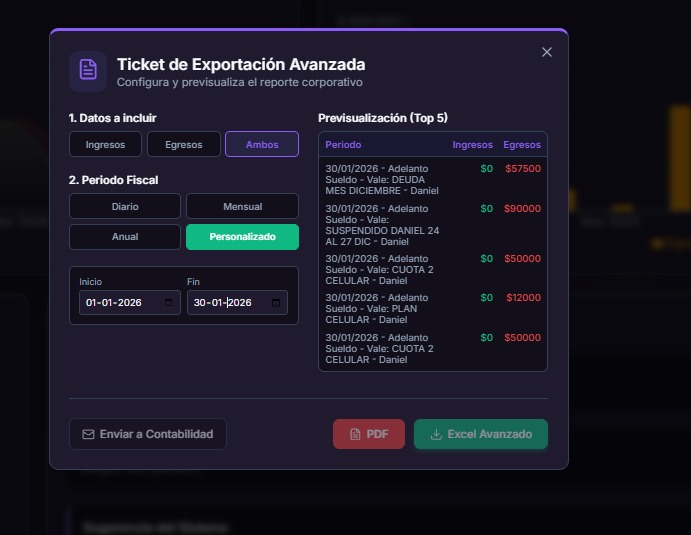 Ticket de Exportación Avanzada
Configura y previsualiza el reporte corporativo
1. Datos a incluir
Ingresos
Egresos
Ambos
2. Periodo Fiscal
Diario
Mensual
Anual
Personalizado
Inicio
Fin
01-01-2026
30-01-2026
Previsualización (Top 5)
Periodo Ingresos Egresos
30/01/2026 - Adelanto $0 $57500
Sueldo - Vale: DEUDA
MES DICIEMBRE - Daniel
30/01/2026 - Adelanto $0 $90000
Sueldo - Vale:
SUSPENDIDO DANIEL 24
AL 27 DIC - Daniel
30/01/2026 - Adelanto $0 $50000
Sueldo - Vale: CUOTA 2
CELULAR - Daniel
30/01/2026 - Adelanto $0 $12000
Sueldo - Vale: PLAN
CELULAR - Daniel
30/01/2026 - Adelanto $0 $50000
Sueldo - Vale: CUOTA 2
CELULAR - Daniel
Enviar a Contabilidad
PDF
Excel Avanzado